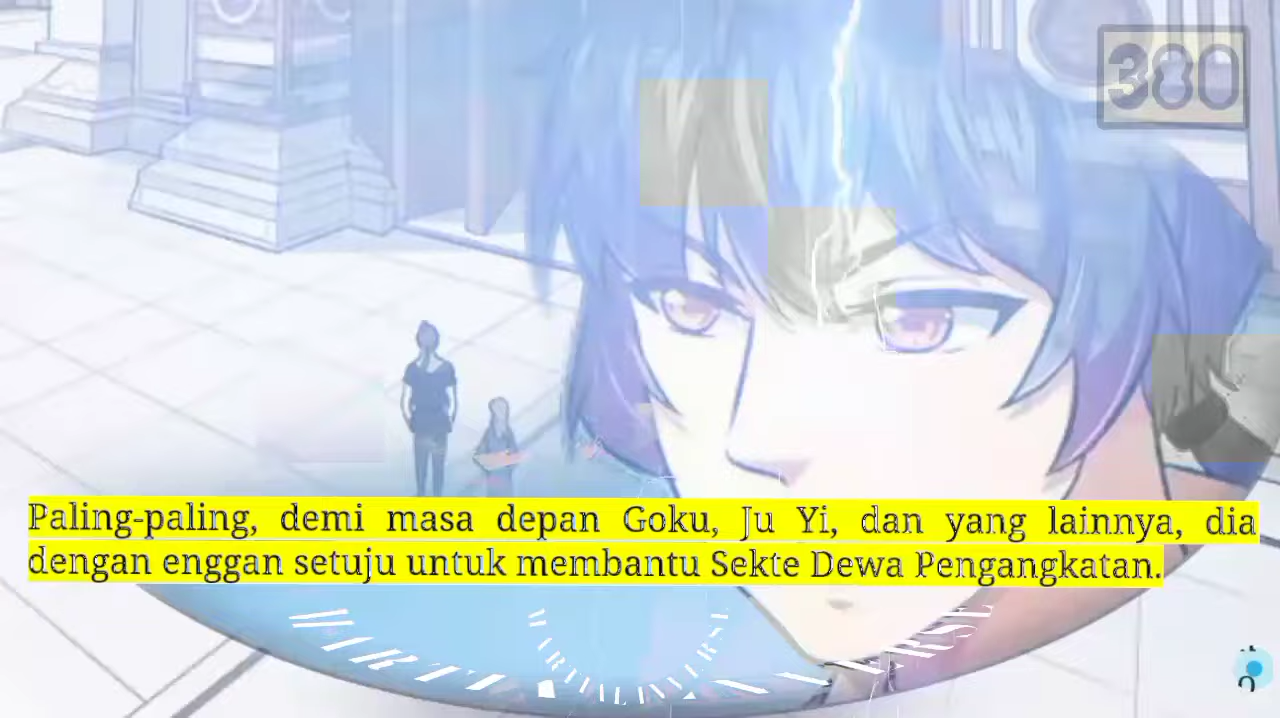 380
Paling-paling, demi masa depan Goku, Ju Yi, dan yang lainnya, dia
dengan enggan setuju untuk membantu Sekte Dewa Pengangkatan.